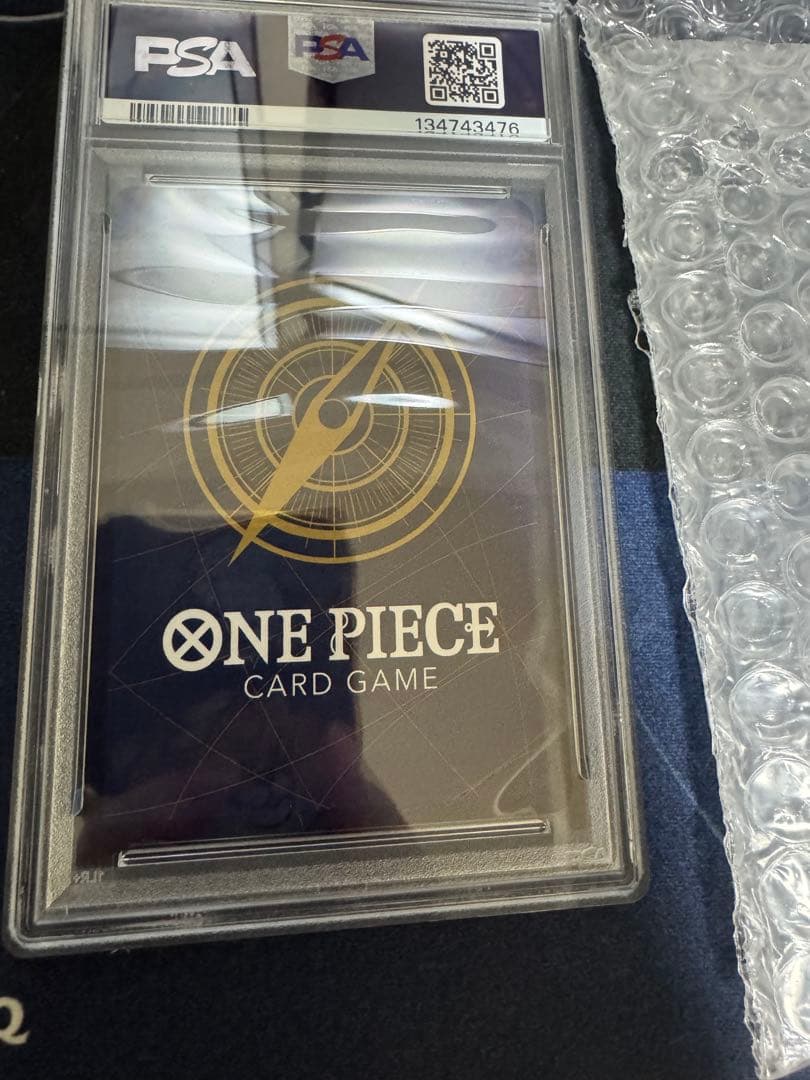 PSA PSA
134743476
ONE PIECE
CARD GAME
Q